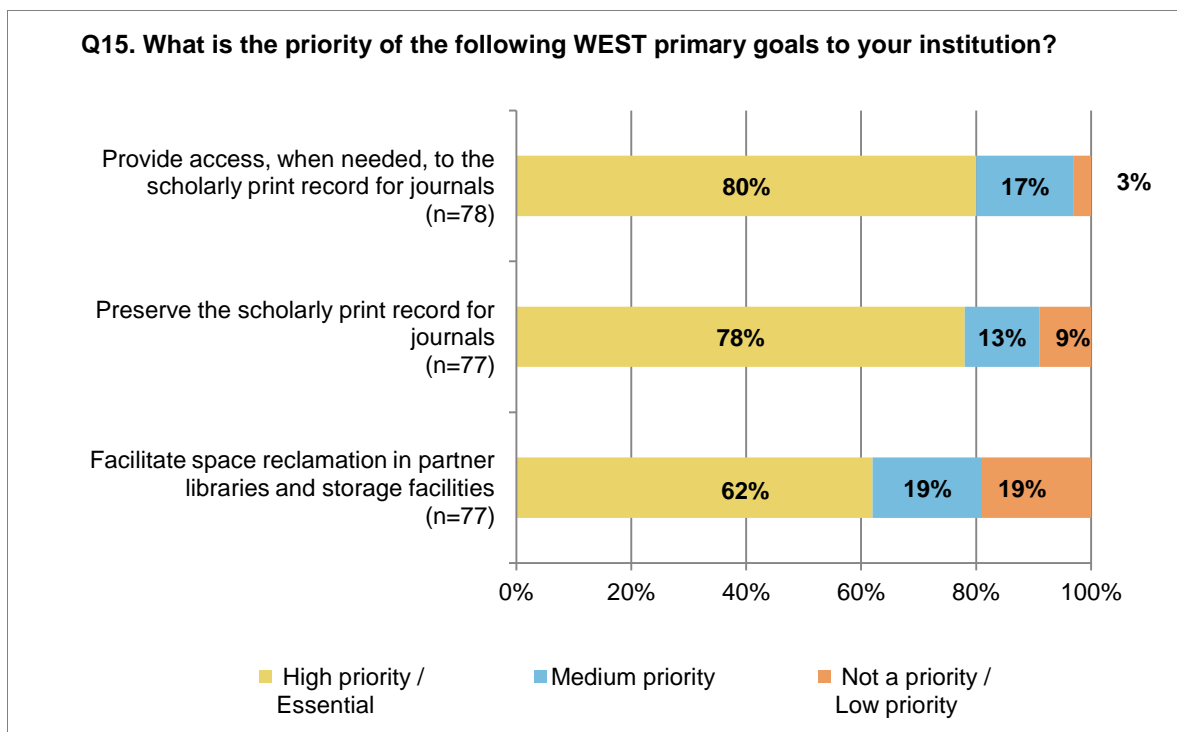 Q15. What is the priority of the following WEST primary goals to your institution?
Provide access, when needed, to the
scholarly print record for journals
(n=78)
80%
17%
3%
Preserve the scholarly print record for
journals
(n=77)
78%
13%
9%
Facilitate space reclamation in partner
libraries and storage facilities
(n=77)
62%
19%
19%
0%
20%
40%
60%
80%
100%
High priority /
Essential
Medium priority
Not a priority /
Low priority